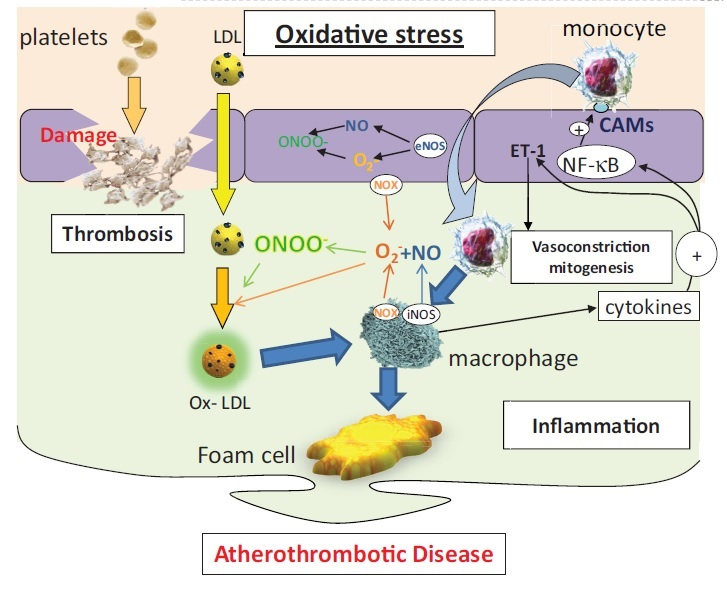 Oxidative stress
platelets
LDL
monocyte
Damage
NO
ONOO-
O2-
eNOS
NOX
CAMs
+
ET-1
NF-κB
Thrombosis
ONOO-
O2-+NO
Vasoconstriction
mitogenesis
+
NOX
iNOS
cytokines
macrophage
Ox- LDL
Foam cell
Inflammation
Atherothrombotic Disease